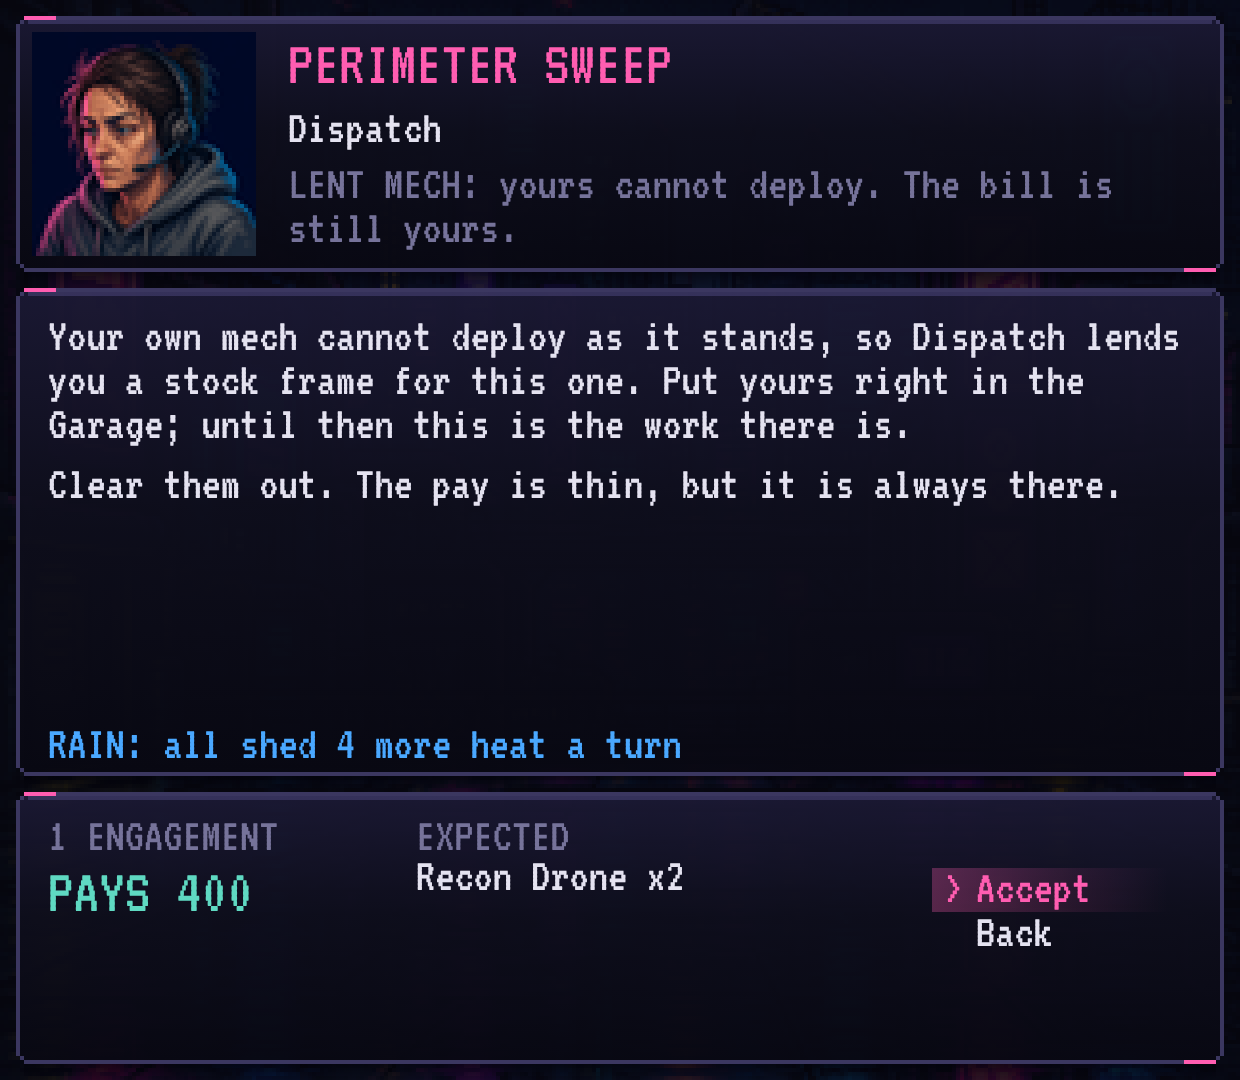 PERIMETER SWEEP
Dispatch
LENT MECH: yours cannot deploy. The bill is
still yours.
Your own mech cannot deploy as it stands, so Dispatch lends
you a stock frame for this one. Put yours right in the
Garage; until then this is the work there is.
Clear them out. The pay is thin, but it is always there.
RAIN: all shed 4 more heat a turn
1 ENGAGEMENT
PAYS 400
EXPECTED
Recon Drone x2
> Accept
Back